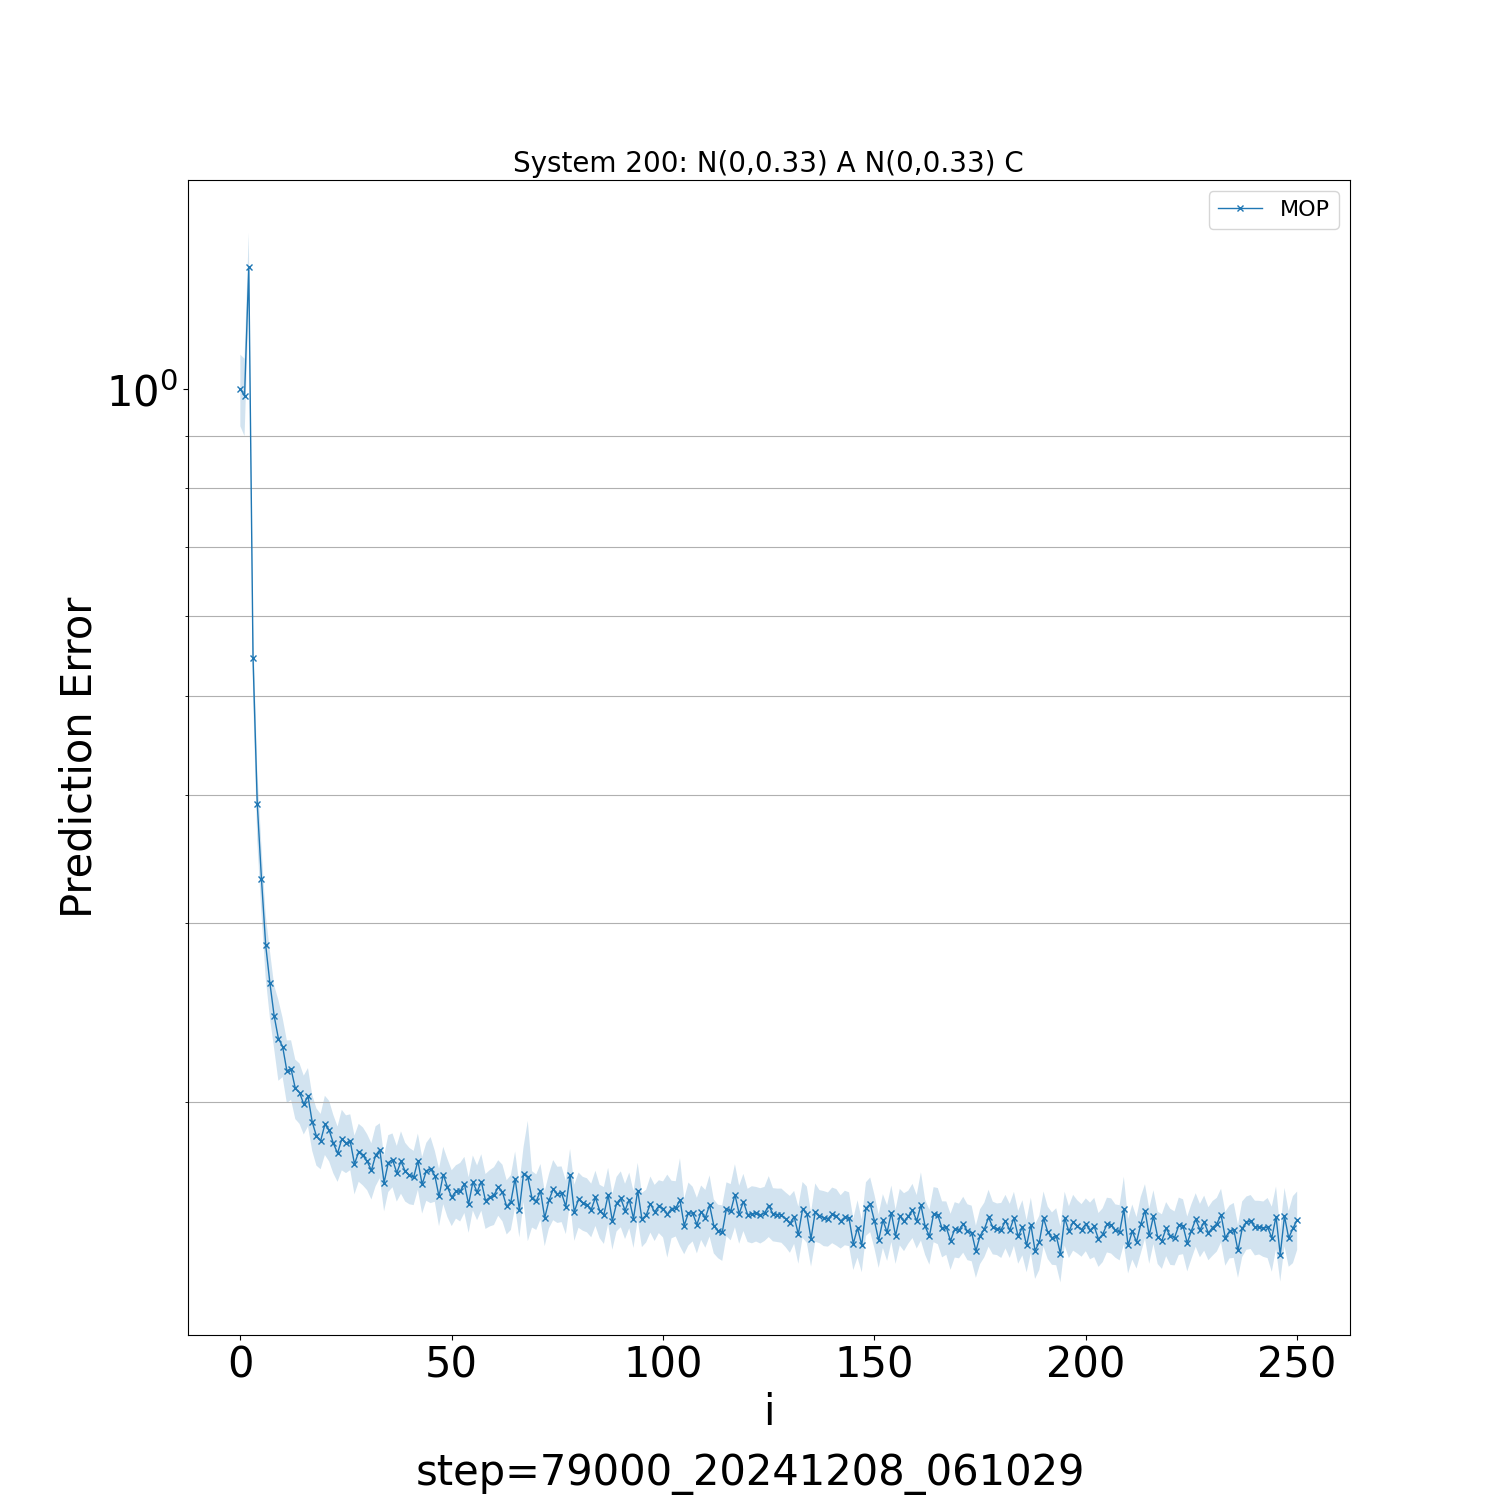 System 200: N(0,0.33) A N(0,0.33) C
MOP
10⁰
Prediction Error
0 50 100 150 200 250
i
step=79000_20241208_061029